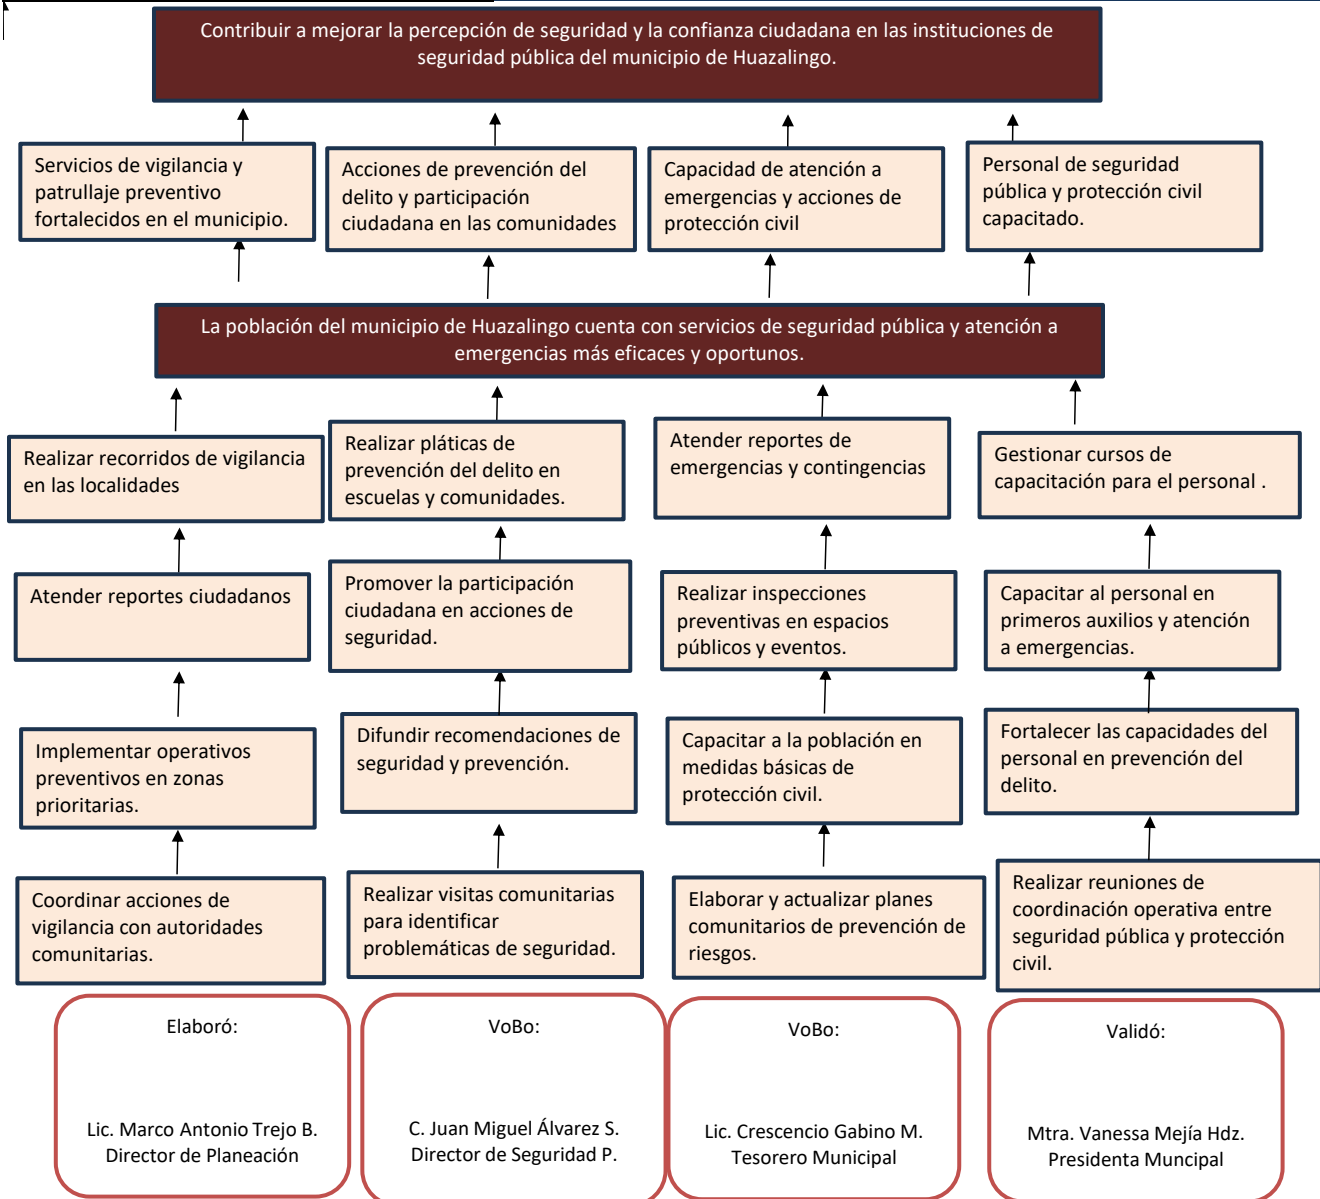 Contribuir a mejorar la percepción de seguridad y la confianza ciudadana en las instituciones de
seguridad pública del municipio de Huazalingo.
Servicios de vigilancia y
patrullaje preventivo
fortalecidos en el municipio.
Acciones de prevención del
delito y participación
ciudadana en las comunidades
Capacidad de atención a
emergencias y acciones de
protección civil
Personal de seguridad
pública y protección civil
capacitado.
La población del municipio de Huazalingo cuenta con servicios de seguridad pública y atención a
emergencias más eficaces y oportunos.
Realizar recorridos de vigilancia
en las localidades
Realizar pláticas de
prevención del delito en
escuelas y comunidades.
Atender reportes de
emergencias y contingencias
Gestionar cursos de
capacitación para el personal .
Atender reportes ciudadanos
Promover la participación
ciudadana en acciones de
seguridad.
Realizar inspecciones
preventivas en espacios
públicos y eventos.
Capacitar al personal en
primeros auxilios y atención
a emergencias.
Implementar operativos
preventivos en zonas
prioritarias.
Difundir recomendaciones de
seguridad y prevención.
Capacitar a la población en
medidas básicas de
protección civil.
Fortalecer las capacidades del
personal en prevención del
delito.
Coordinar acciones de
vigilancia con autoridades
comunitarias.
Realizar visitas comunitarias
para identificar
problemáticas de seguridad.
Elaborar y actualizar planes
comunitarios de prevención de
riesgos.
Realizar reuniones de
coordinación operativa entre
seguridad pública y protección
civil.
Elaboró:
Lic. Marco Antonio Trejo B.
Director de Planeación
VoBo:
C. Juan Miguel Álvarez S.
Director de Seguridad P.
VoBo:
Lic. Crescencio Gabino M.
Tesorero Municipal
Validó:
Mtra. Vanessa Mejía Hdz.
Presidenta Muncipal